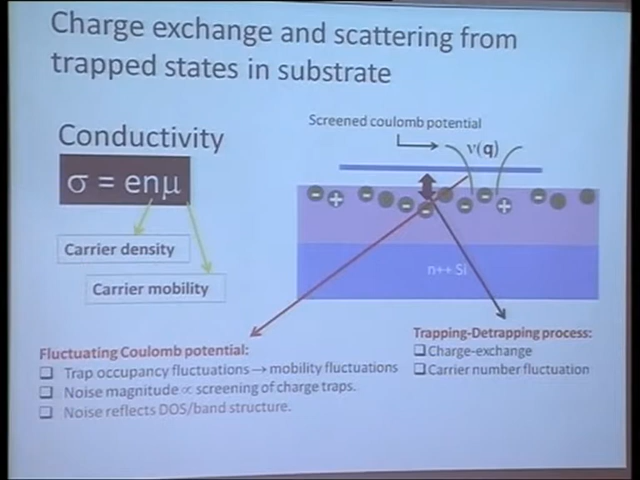 Charge exchange and scattering from
trapped states in substrate
Conductivity
σ = enμ
Carrier density
Carrier mobility
Screened coulomb potential
v(q)
n++ Si
Fluctuating Coulomb potential:
Trap occupancy fluctuations → mobility fluctuations
Noise magnitude ∝ screening of charge traps.
Noise reflects DOS/band structure.
Trapping-Detrapping process:
Charge-exchange
Carrier number fluctuation